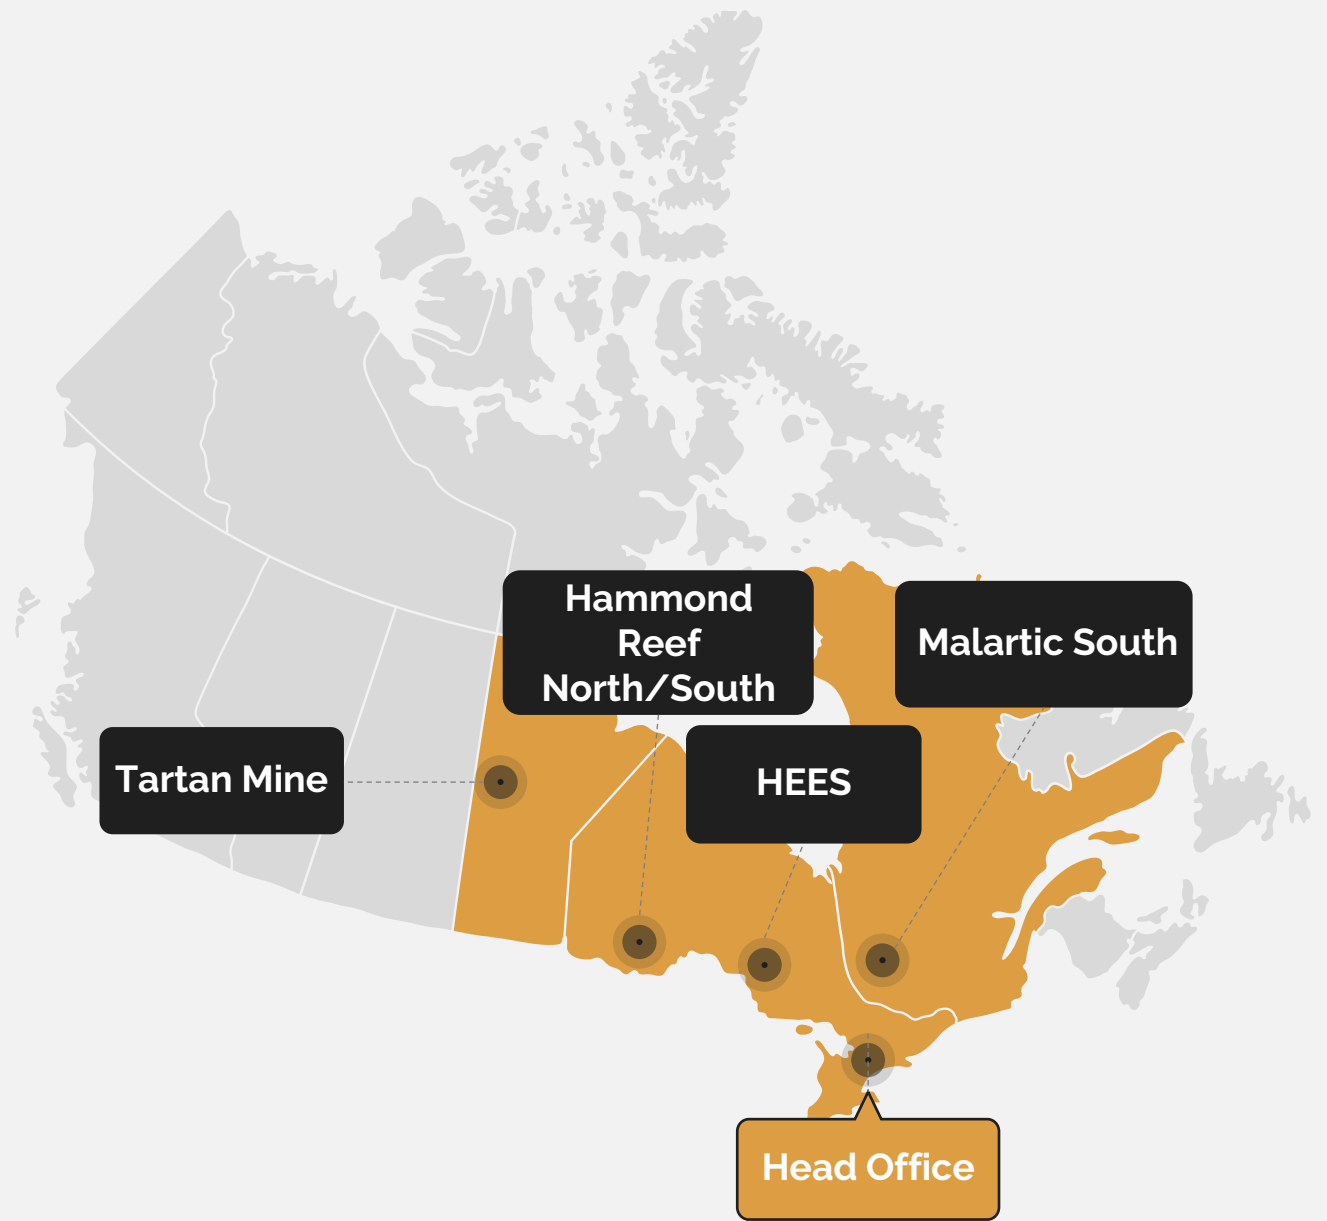 Hammond
Reef
North/South
Malartic South
Tartan Mine
HEES
Head Office